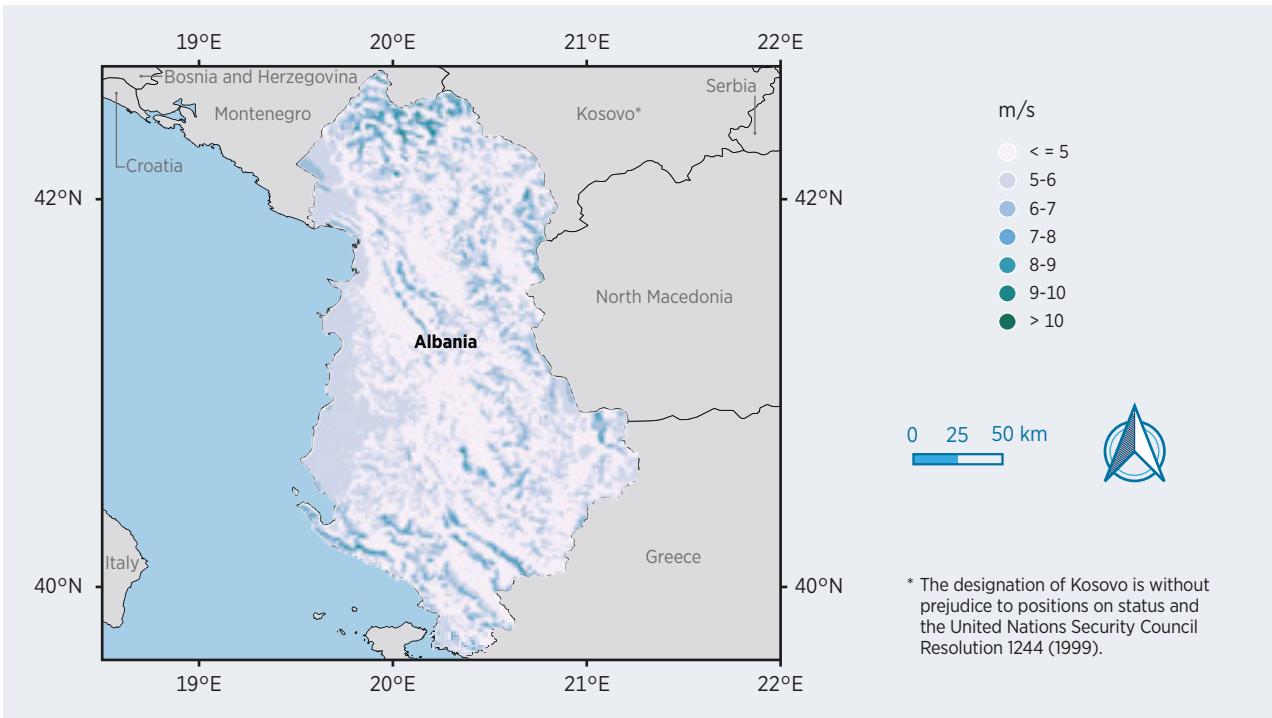 19°E 20°E 21°E 22°E
Bosnia and Herzegovina
Serbia
Montenegro
Kosovo*
Croatia
42°N
42°N
North Macedonia
Albania
Greece
Italy
40°N
40°N
19°E 20°E 21°E 22°E
m/s
< = 5
5-6
6-7
7-8
8-9
9-10
> 10
0 25 50 km
* The designation of Kosovo is without
prejudice to positions on status and
the United Nations Security Council
Resolution 1244 (1999).